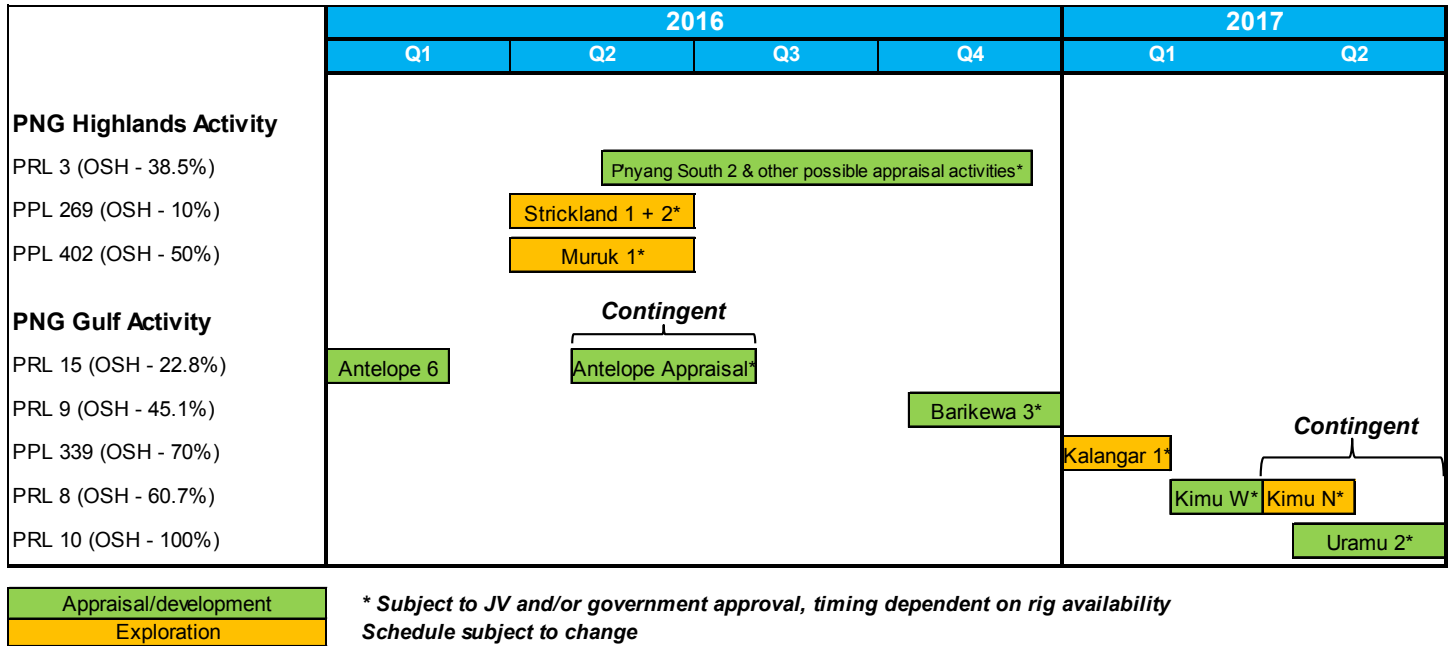 2016 2017
Q1 Q2 Q3 Q4 Q1 Q2
PNG Highlands Activity
PRL 3 (OSH - 38.5%) P'nyang South 2 & other possible appraisal activities*
PPL 269 (OSH - 10%) Strickland 1 + 2*
PPL 402 (OSH - 50%) Muruk 1*
Contingent
PNG Gulf Activity
PRL 15 (OSH - 22.8%) Antelope 6 Antelope Appraisal*
PRL 9 (OSH - 45.1%) Barikewa 3*
Contingent
PPL 339 (OSH - 70%) Kalangar 1*
PRL 8 (OSH - 60.7%) Kimu W* Kimu N*
PRL 10 (OSH - 100%) Uramu 2*
Appraisal/development * Subject to JV and/or government approval, timing dependent on rig availability
Exploration Schedule subject to change